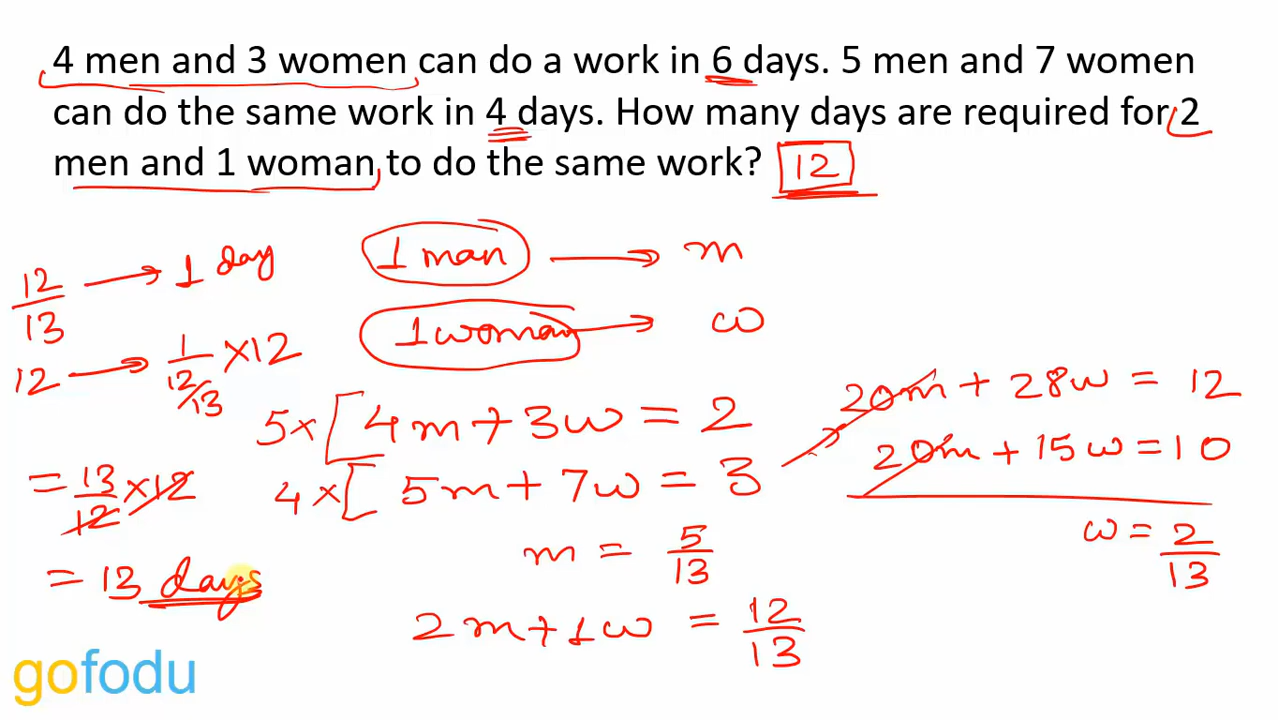 4 men and 3 women can do a work in 6 days. 5 men and 7 women
can do the same work in 4 days. How many days are required for 2
men and 1 woman to do the same work? 12
12/13 → 1 day
12 → 1/(12/13) × 12
= 13/12 × 12
= 13 days
1 man → m
1 woman → w
5 × [ 4m + 3w = 2
4 × [ 5m + 7w = 3
20m + 28w = 12
20m + 15w = 10
w = 2/13
m = 5/13
2m + 1w = 12/13
gofodu